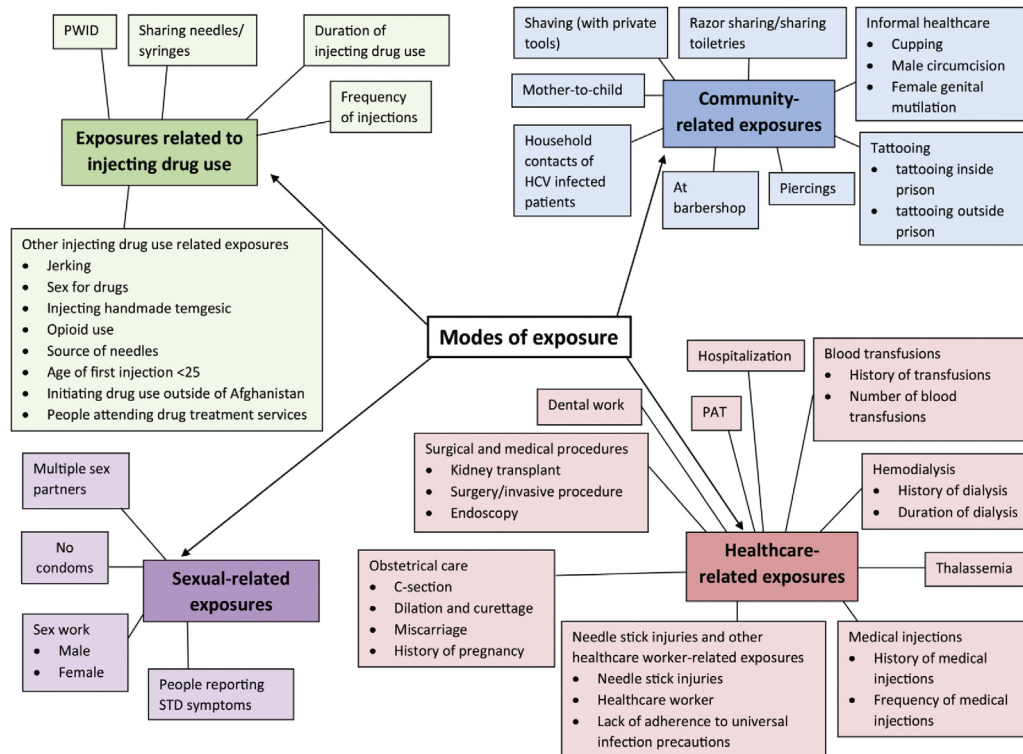 PWID
Sharing needles/
syringes
Duration of
injecting drug use
Frequency
of injections
Exposures related to
injecting drug use
Other injecting drug use related exposures
• Jerking
• Sex for drugs
• Injecting handmade temgesic
• Opioid use
• Source of needles
• Age of first injection <25
• Initiating drug use outside of Afghanistan
• People attending drug treatment services
Shaving (with private
tools)
Razor sharing/sharing
toiletries
Informal healthcare
• Cupping
• Male circumcision
• Female genital
mutilation
Mother-to-child
Community-
related exposures
Household
contacts of
HCV infected
patients
At
barbershop
Piercings
Tattooing
• tattooing inside
prison
• tattooing outside
prison
Modes of exposure
Multiple sex
partners
No
condoms
Sexual-related
exposures
Sex work
• Male
• Female
People reporting
STD symptoms
Hospitalization
Blood transfusions
• History of transfusions
• Number of blood
transfusions
Dental work
PAT
Surgical and medical procedures
• Kidney transplant
• Surgery/invasive procedure
• Endoscopy
Hemodialysis
• History of dialysis
• Duration of dialysis
Healthcare-
related exposures
Thalassemia
Obstetrical care
• C-section
• Dilation and curettage
• Miscarriage
• History of pregnancy
Needle stick injuries and other
healthcare worker-related exposures
• Needle stick injuries
• Healthcare worker
• Lack of adherence to universal
infection precautions
Medical injections
• History of medical
injections
• Frequency of medical
injections